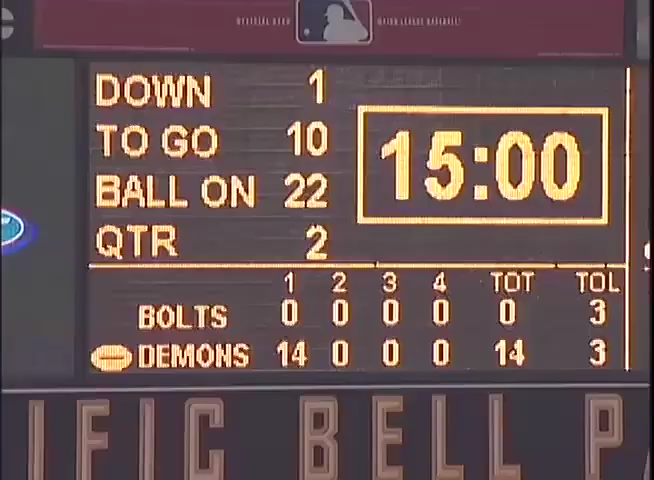 DOWN 1
TO GO 10
BALL ON 22
QTR 2
15:00
1 2 3 4 TOT TOL
BOLTS 0 0 0 0 0 3
DEMONS 14 0 0 0 14 3
IFIC BELL P